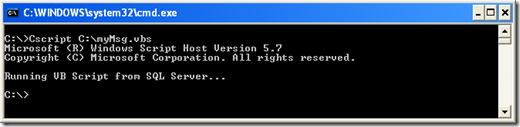 C:\WINDOWS\system32\cmd.exe
C:\>Cscript C:\myMsg.vbs
Microsoft (R) Windows Script Host Version 5.7
Copyright (C) Microsoft Corporation. All rights reserved.
Running VB Script from SQL Server...
C:\>